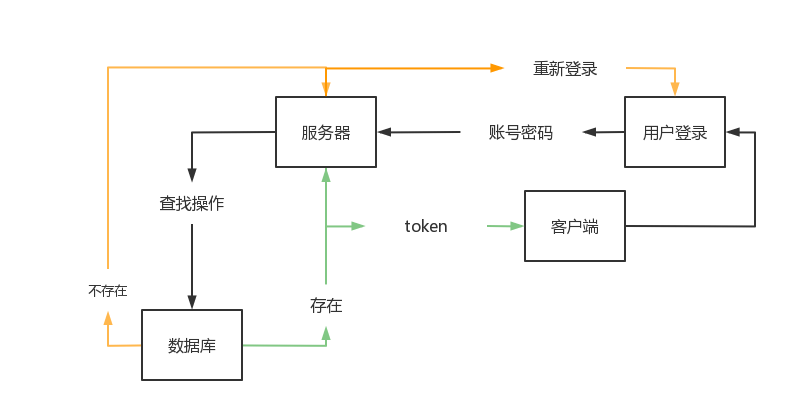 重新登录
服务器
账号密码
用户登录
查找操作
token
客户端
不存在
存在
数据库